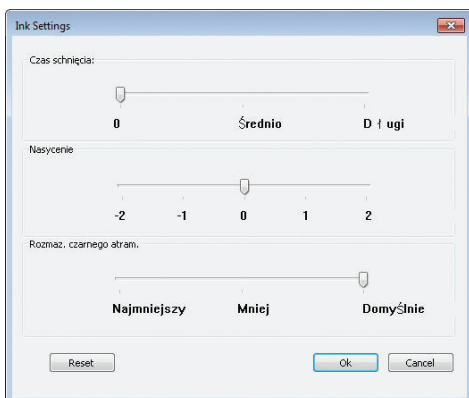 Ink Settings
Czas schnięcia:
0 Średnio Długi
Nasycenie
-2 -1 0 1 2
Rozmaz. czarnego atram.
Najmniejszy Mniej Domyślnie
Reset Ok Cancel